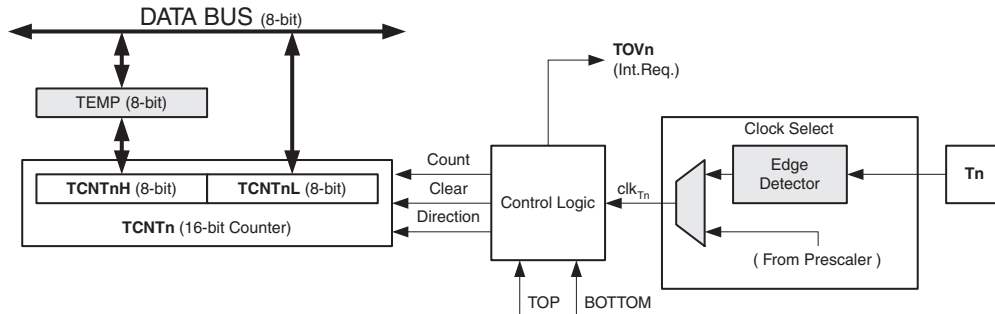 DATA BUS (8-bit)
TEMP (8-bit)
TCNTnH (8-bit)
TCNTnL (8-bit)
TCNTn (16-bit Counter)
Count
Clear
Direction
TOVn
(Int.Req.)
Control Logic
TOP
BOTTOM
clkTn
Clock Select
Edge
Detector
( From Prescaler )
Tn